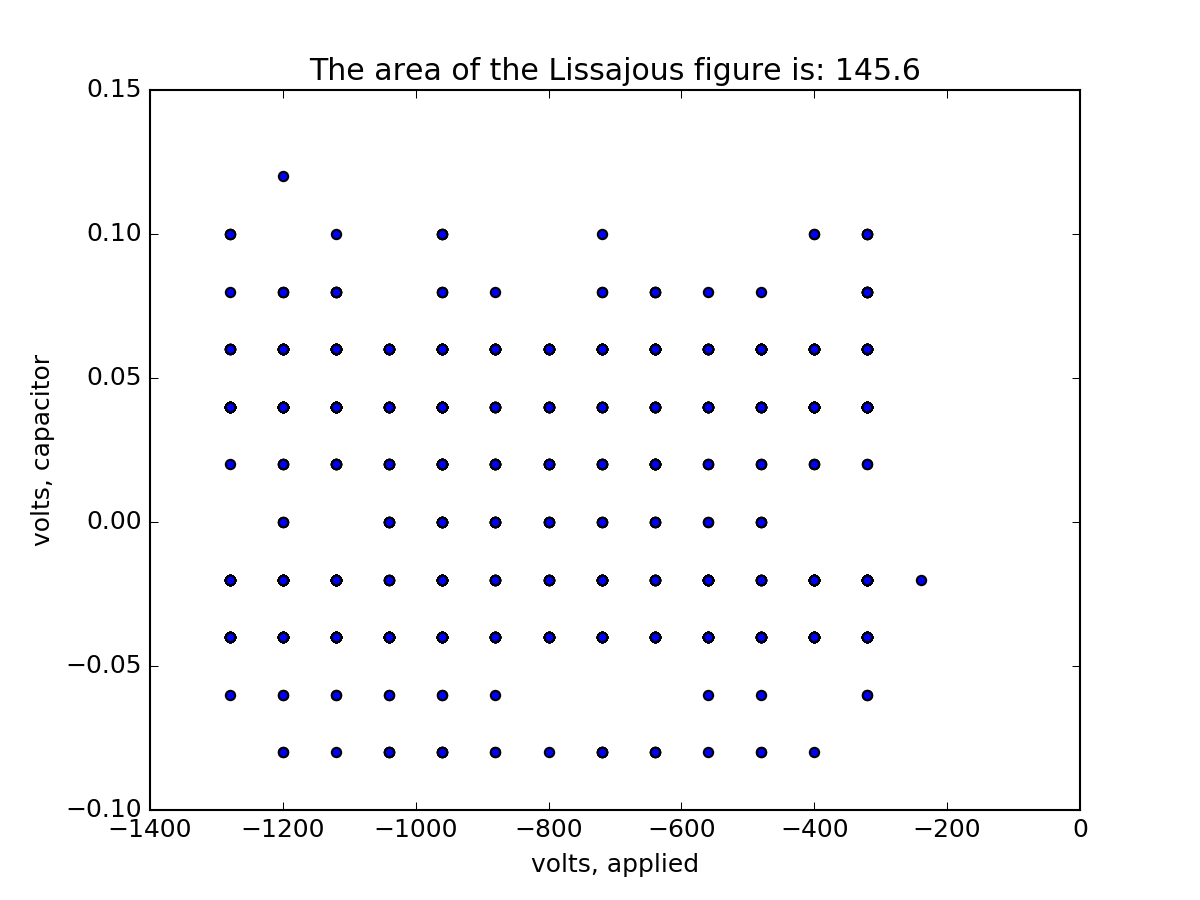 The area of the Lissajous figure is: 145.6
0.15
0.10
0.05
0.00
−0.05
−0.10
volts, capacitor
−1400 −1200 −1000 −800 −600 −400 −200 0
volts, applied